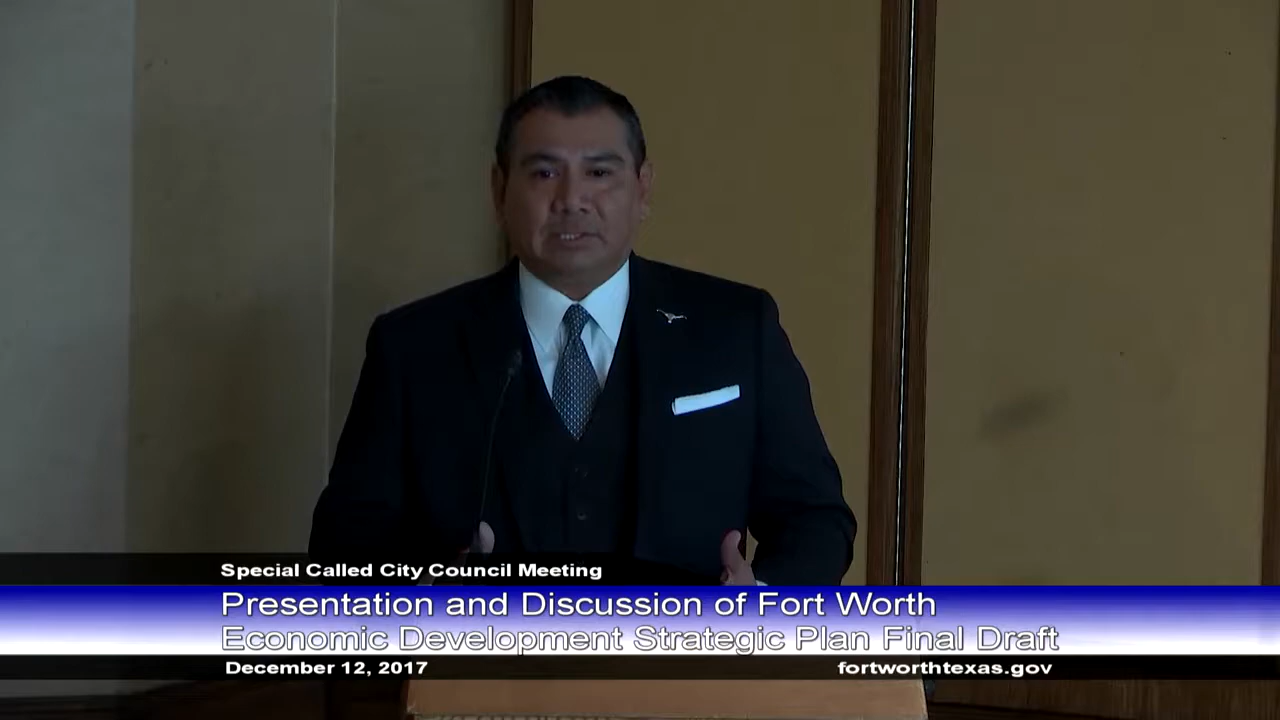 Special Called City Council Meeting
Presentation and Discussion of Fort Worth
Economic Development Strategic Plan Final Draft
December 12, 2017 fortworthtexas.gov